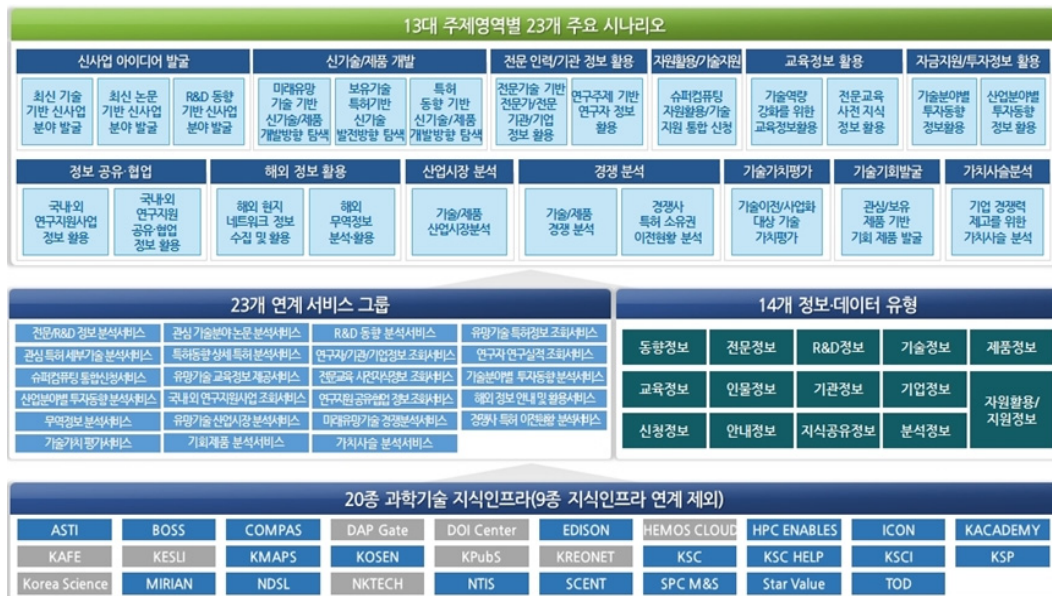 13대 주제영역별 23개 주요 시나리오
신사업 아이디어 발굴
최신 기술
기반 신사업
분야 발굴
최신 논문
기반 신사업
분야 발굴
R&D 동향
기반 신사업
분야 발굴
신기술/제품 개발
미래유망
기술 기반
신기술/제품
개발방향 탐색
보유기술
특허기반
신기술
발전방향 탐색
특허
동향 기반
신기술/제품
개발방향 탐색
전문 인력/기관 정보 활용
전문기술 기반
전문가/전문
기관/기업
정보 활용
연구주제 기반
연구자 정보
활용
자원활용/기술지원
슈퍼컴퓨팅
자원활용/기술
지원 통합 신청
교육정보 활용
기술역량
강화를 위한
교육정보활용
전문교육
사전 지식
정보 활용
자금지원/투자정보 활용
기술분야별
투자동향
정보활용
산업분야별
투자동향
정보 활용
정보 공유·협업
국내·외
연구지원사업
정보 활용
국내·외
연구지원
공유·협업
정보 활용
해외 정보 활용
해외 현지
네트워크 정보
수집 및 활용
해외
무역정보
분석·활용
산업시장 분석
기술/제품
산업시장분석
경쟁 분석
기술/제품
경쟁 분석
경쟁사
특허 소유권
이전현황 분석
기술가치평가
기술이전/사업화
대상 기술
가치평가
기술기회발굴
관심/보유
제품 기반
기회 제품 발굴
가치사슬분석
기업 경쟁력
제고를 위한
가치사슬 분석
23개 연계 서비스 그룹
전문/R&D 정보 분석서비스
관심 기술분야 논문 분석서비스
R&D 동향 분석서비스
유망기술 특허정보 조회서비스
관심 특허 세부기술 분석서비스
특허동향 상세 특허 분석서비스
연구자/기관/기업정보 조회서비스
연구자 연구실적 조회서비스
슈퍼컴퓨팅 통합신청서비스
유망기술 교육정보 제공서비스
전문교육 사전지식정보 조회서비스
기술분야별 투자동향 분석서비스
산업분야별 투자동향 분석서비스
국내외 연구지원사업 조회서비스
연구지원 공유협업 정보 조회서비스
해외 정보 안내 및 활용서비스
무역정보 분석서비스
유망기술 산업시장 분석서비스
미래유망기술 경쟁분석서비스
경쟁사 특허 이전현황 분석서비스
기술가치 평가서비스
기회제품 분석서비스
가치사슬 분석서비스
14개 정보·데이터 유형
동향정보
전문정보
R&D정보
기술정보
제품정보
교육정보
인물정보
기관정보
기업정보
자원활용/
지원정보
신청정보
안내정보
지식공유정보
분석정보
20종 과학기술 지식인프라(9종 지식인프라 연계 제외)
ASTI
BOSS
COMPAS
DAP Gate
DOI Center
EDISON
HEMOS CLOUD
HPC ENABLES
ICON
KACADEMY
KAFE
KESLI
KMAPS
KOSEN
KPubS
KREONET
KSC
KSC HELP
KSCI
KSP
Korea Science
MIRIAN
NDSL
NKTECH
NTIS
SCENT
SPC M&S
Star Value
TOD